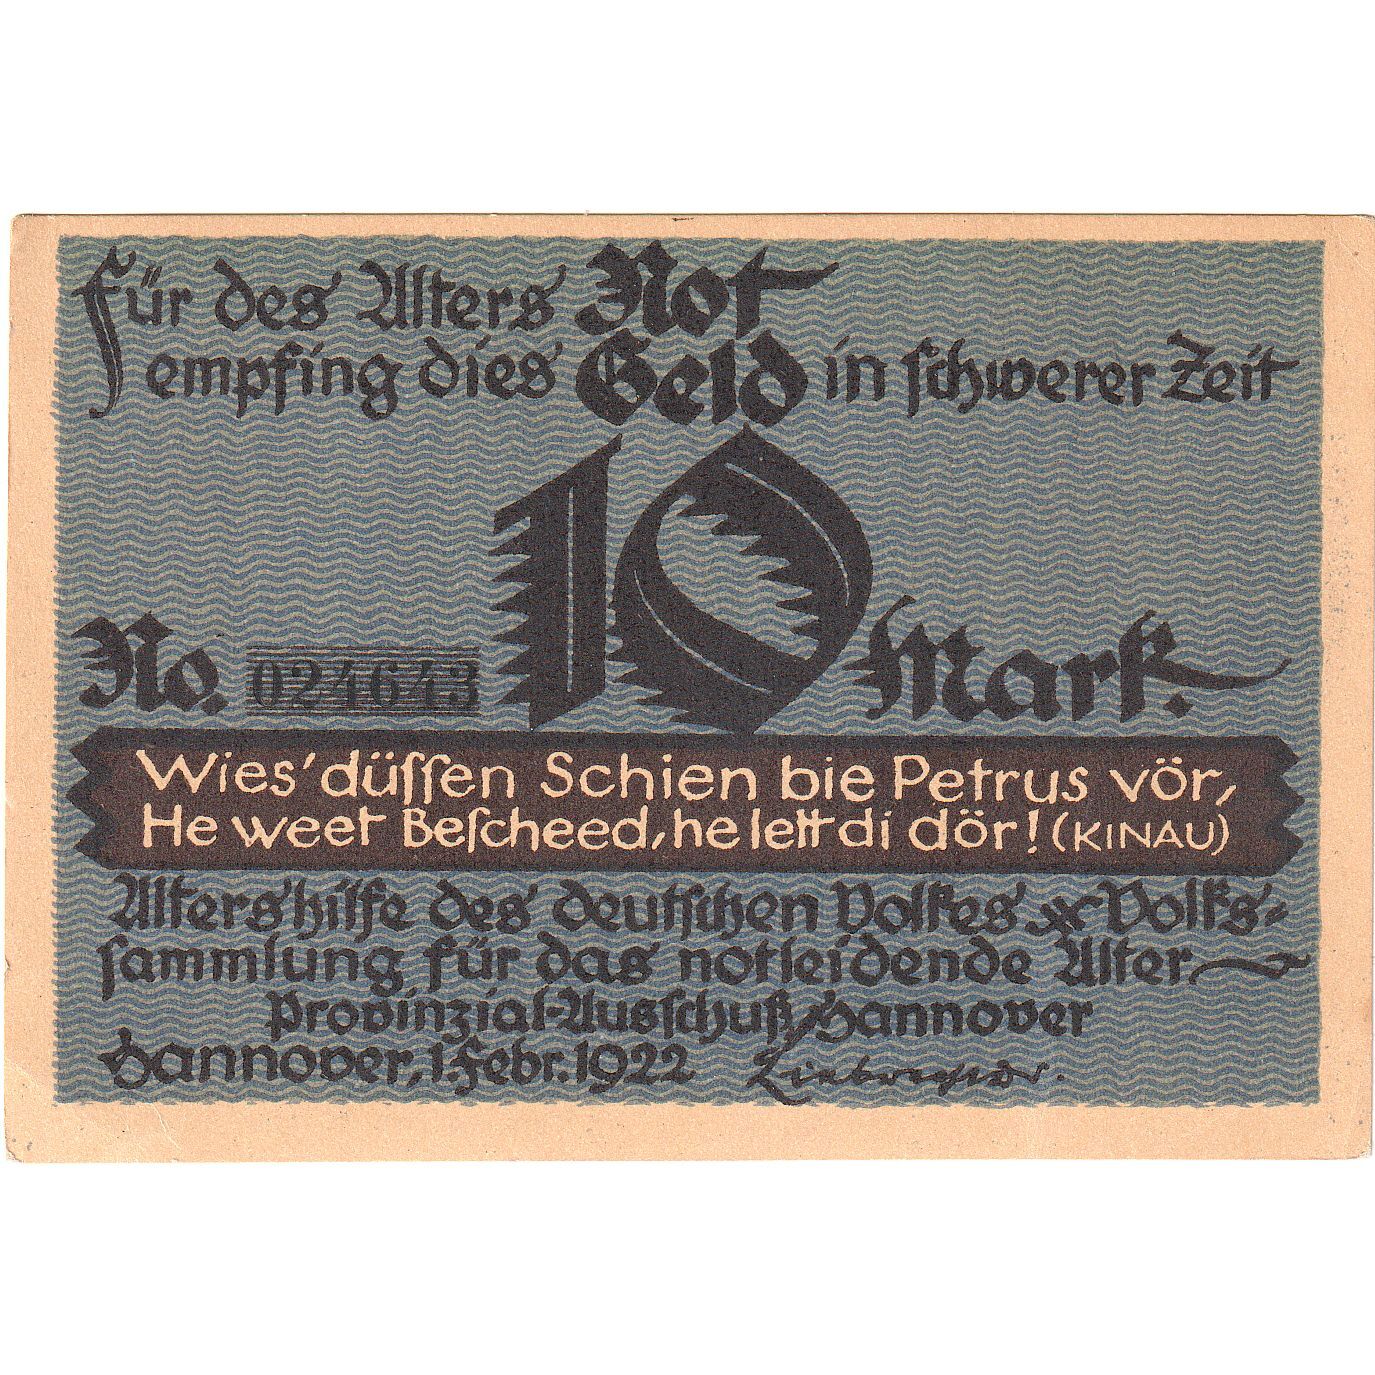 Für des Alters Not
empfing dies Geld in schwerer Zeit
10
No. 024643 Mark.
Wies' düſſen Schien bie Petrus vör,
He weet Beſcheed, he lett di dör! (KINAU)
Altershilfe des deutſchen Volkes Volks-
ſammlung für das notleidende Alter
Provinzial-Ausſchuß Hannover
Hannover, 1. Febr. 1922